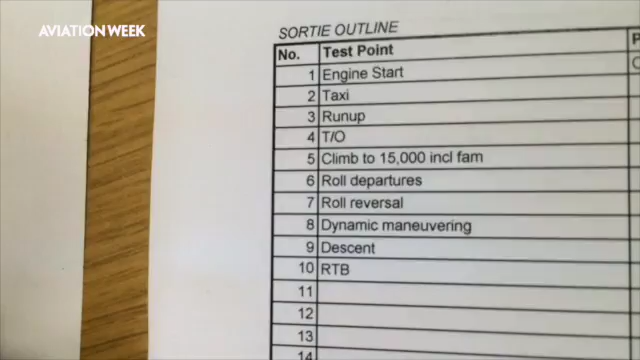 AVIATION WEEK
SORTIE OUTLINE
No. Test Point P
1 Engine Start C
2 Taxi
3 Runup
4 T/O
5 Climb to 15,000 incl fam
6 Roll departures
7 Roll reversal
8 Dynamic maneuvering
9 Descent
10 RTB
11
12
13
14